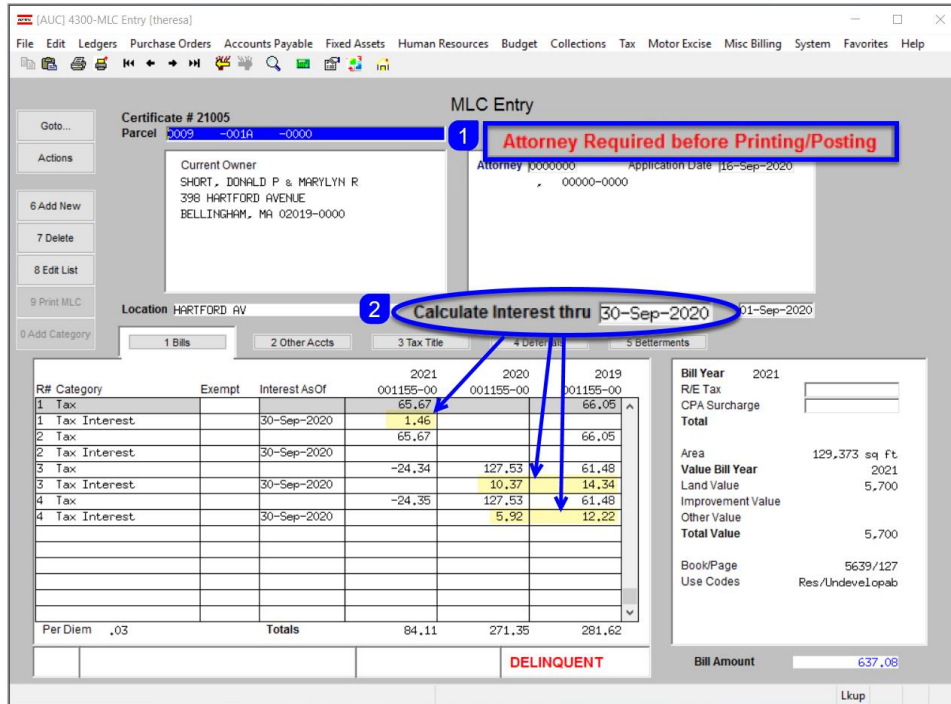 [AUC] 4300-MLC Entry [theresa]
File Edit Ledgers Purchase Orders Accounts Payable Fixed Assets Human Resources Budget Collections Tax Motor Excise Misc Billing System Favorites Help
MLC Entry
Goto...
Actions
6 Add New
7 Delete
8 Edit List
9 Print MLC
0 Add Category
Certificate # 21005
Parcel 0009 -001A -0000
1 Attorney Required before Printing/Posting
Current Owner
SHORT, DONALD P & MARYLYN R
398 HARTFORD AVENUE
BELLINGHAM, MA 02019-0000
Attorney 0000000 Application Date 16-Sep-2020
, 00000-0000
Location HARTFORD AV
2 Calculate Interest thru 30-Sep-2020 01-Sep-2020
1 Bills 2 Other Accts 3 Tax Title 4 Deferrals 5 Betterments
2021 2020 2019
R# Category Exempt Interest AsOf 001155-00 001155-00 001155-00
1 Tax 65.67 66.05
1 Tax Interest 30-Sep-2020 1.46
2 Tax 65.67 66.05
2 Tax Interest 30-Sep-2020
3 Tax -24.34 127.53 61.48
3 Tax Interest 30-Sep-2020 10.37 14.34
4 Tax -24.35 127.53 61.48
4 Tax Interest 30-Sep-2020 5.92 12.22
Per Diem .03 Totals 84.11 271.35 281.62
DELINQUENT
Bill Year 2021
R/E Tax
CPA Surcharge
Total
Area 129,373 sq ft
Value Bill Year 2021
Land Value 5,700
Improvement Value
Other Value
Total Value 5,700
Book/Page 5639/127
Use Codes Res/Undevelopab
Bill Amount 637.08
Lkup